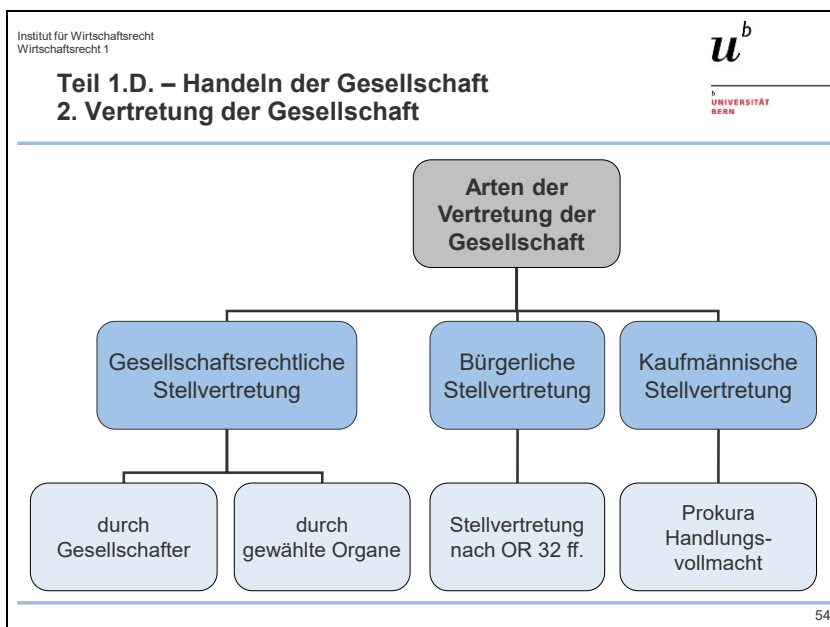 Institut für Wirtschaftsrecht
Wirtschaftsrecht 1
u^b
b
UNIVERSITÄT
BERN
Teil 1.D. – Handeln der Gesellschaft
2. Vertretung der Gesellschaft
Arten der
Vertretung der
Gesellschaft
Gesellschaftsrechtliche
Stellvertretung
Bürgerliche
Stellvertretung
Kaufmännische
Stellvertretung
durch
Gesellschafter
durch
gewählte Organe
Stellvertretung
nach OR 32 ff.
Prokura
Handlungs-
vollmacht
54